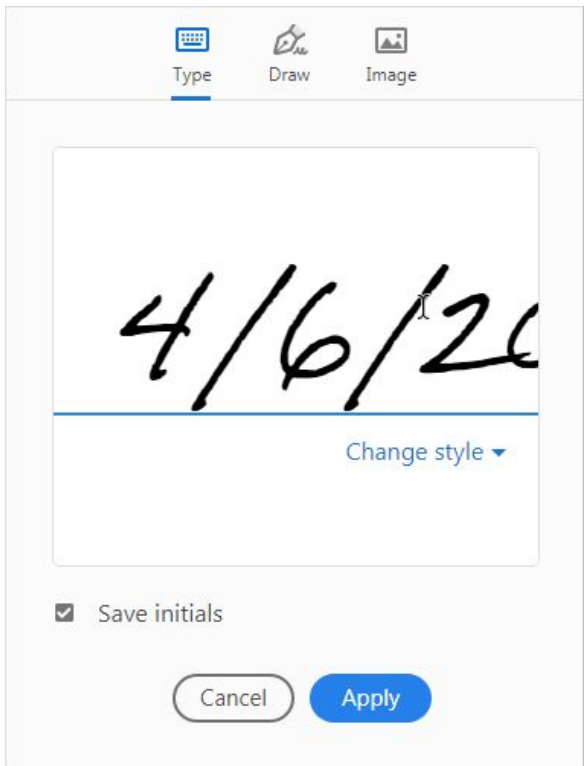 Type Draw Image
4/6/20
Change style
Save initials
Cancel Apply